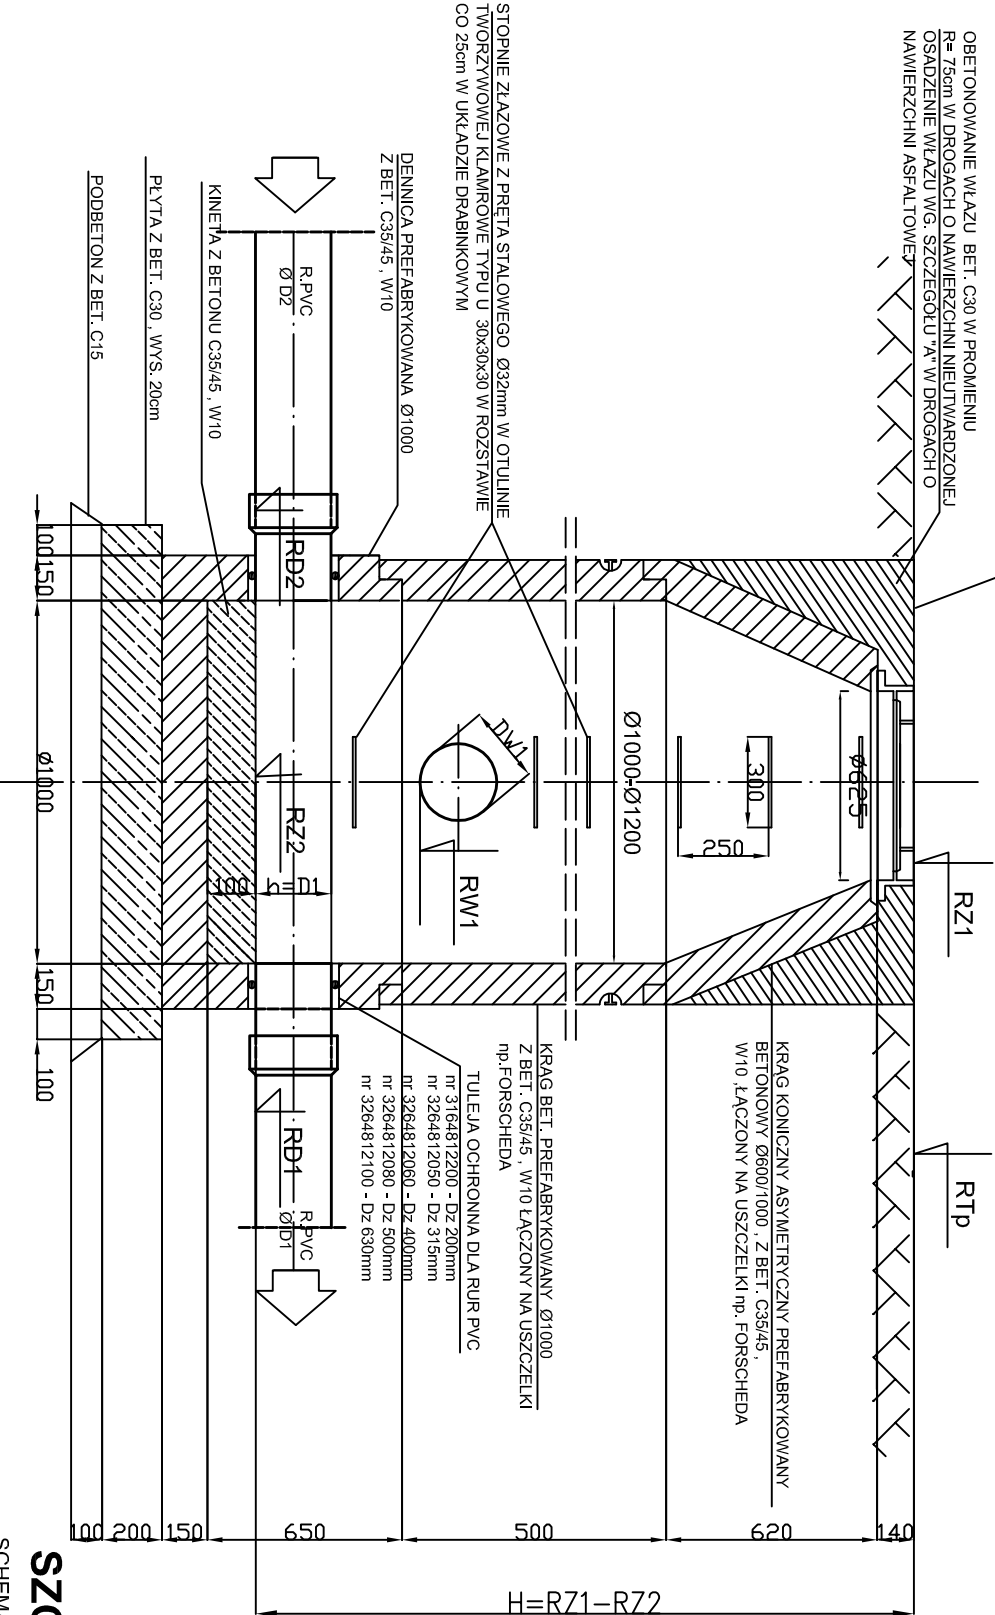 OBETONOWANIE WŁAZU BET. C30 W PROMIENIU
R= 75cm W DROGACH O NAWIERZCHNI NIEUTWARDZONEJ
OSADZENIE WŁAZU WG. SZCZEGÓŁU "A" W DROGACH O
NAWIERZCHNI ASFALTOWEJ
STOPNIE ZŁAZOWE Z PRĘTA STALOWEGO Ø32mm W OTULINIE
TWORZYWOWEJ KLAMROWE TYPU U 30x30x30 W ROZSTAWIE
CO 25cm W UKŁADZIE DRABINKOWYM
DENNICA PREFABRYKOWANA Ø1000
Z BET. C35/45 , W10
R.PVC
Ø D2
KINETA Z BETONU C35/45 , W10
PŁYTA Z BET. C30 , WYS. 20cm
PODBETON Z BET. C15
RZ1
RTp
Ø625
300
250
Ø1000-Ø1200
DW1
RW1
RD2
RZ2
RD1
h=D1
100
R.PVC
Ø D1
100
150
Ø1000
150
100
KRĄG KONICZNY ASYMETRYCZNY PREFABRYKOWANY
BETONOWY Ø600/1000 , Z BET. C35/45 ,
W10 ,ŁĄCZONY NA USZCZELKI np. FORSCHEDA
KRĄG BET. PREFABRYKOWANY Ø1000
Z BET. C35/45 , W10 ŁĄCZONY NA USZCZELKI
np.FORSCHEDA
TULEJA OCHRONNA DLA RUR PVC
nr 3164812200 - Dz 200mm
nr 3264812050 - Dz 315mm
nr 3264812060 - Dz 400mm
nr 3264812080 - Dz 500mm
nr 3264812100 - Dz 630mm
140
620
500
650
150
200
100
H=RZ1-RZ2